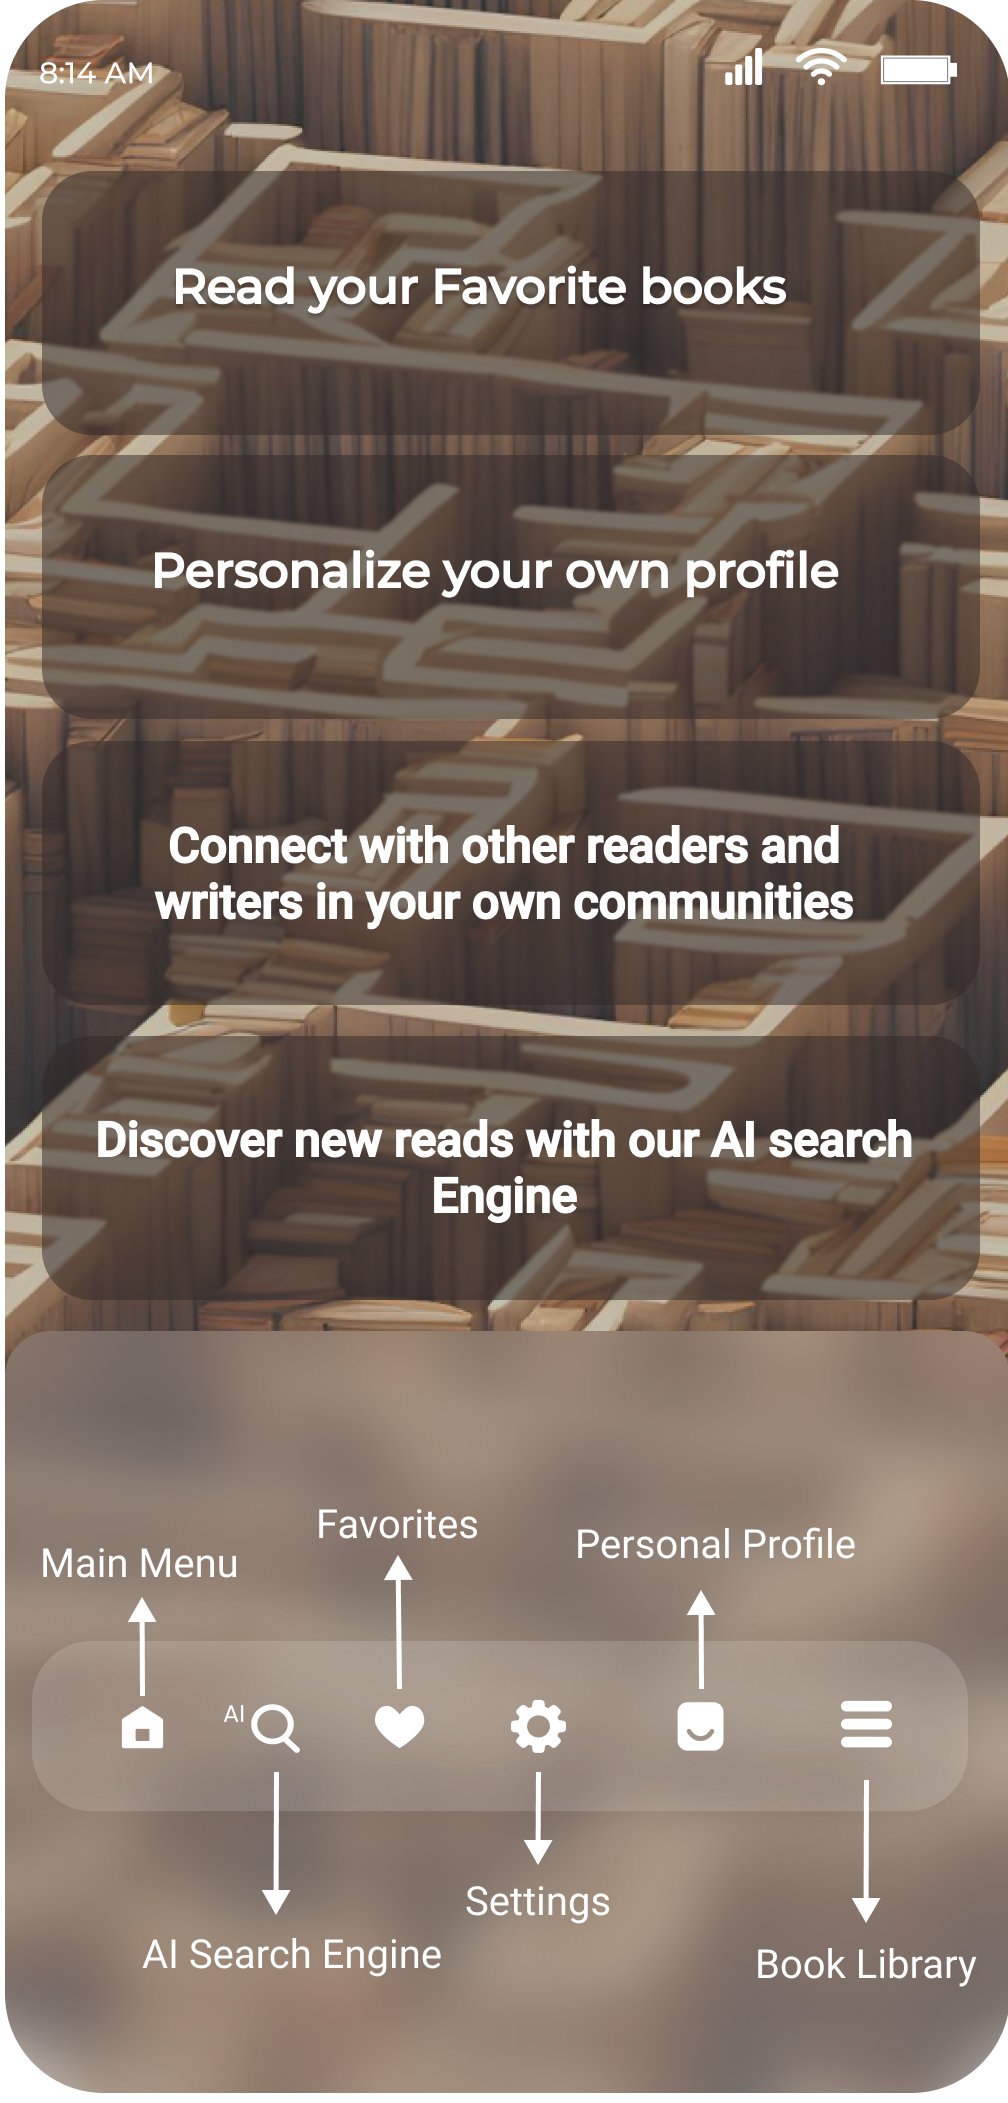 8:14 AM
Read your Favorite books
Personalize your own profile
Connect with other readers and
writers in your own communities
Discover new reads with our AI search
Engine
Favorites
Personal Profile
Main Menu
AI
Settings
AI Search Engine
Book Library